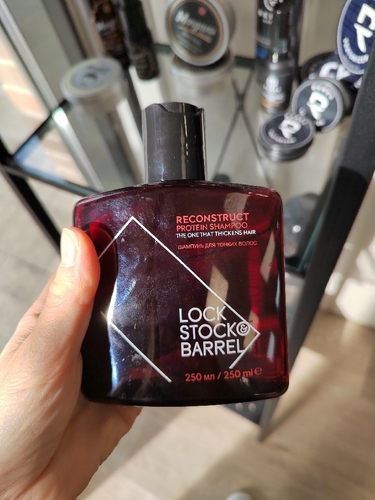 RECONSTRUCT
PROTEIN SHAMPOO
THE ONE THAT THICKENS HAIR
ШАМПУНЬ ДЛЯ ТОНКИХ ВОЛОС
LOCK
STOCK &
BARREL
250 мл / 250 ml ℮